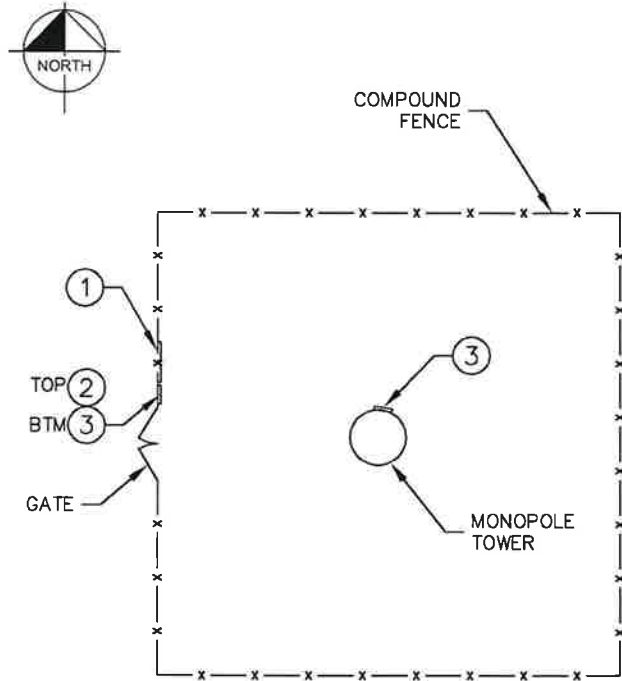 NORTH
COMPOUND
FENCE
1
TOP 2
BTM 3
3
GATE
MONOPOLE
TOWER